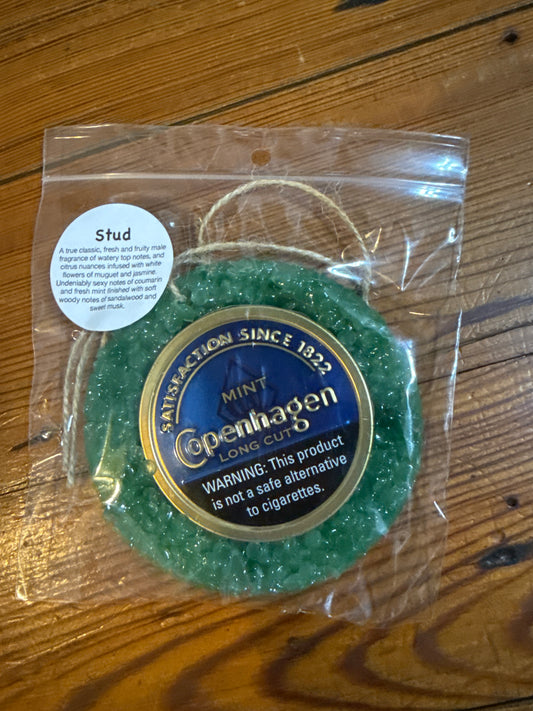 Stud
A true classic, fresh and fruity male
fragrance of watery top notes, and
citrus nuances infused with white
flowers of muguet and jasmine.
Undeniably sexy notes of coumarin
and fresh mint finished with soft
woody notes of sandalwood and
sweet musk.
SATISFACTION SINCE 1822
MINT
Copenhagen
LONG CUT
WARNING: This product
is not a safe alternative
to cigarettes.